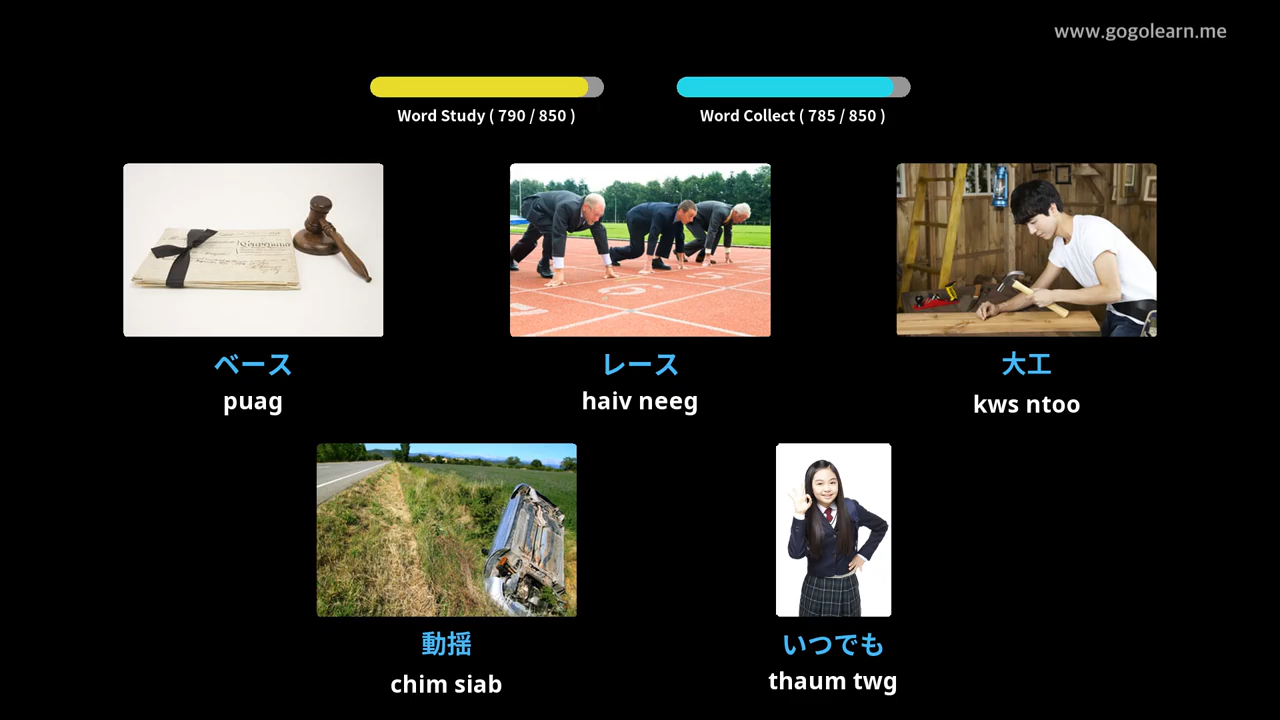 www.gogolearn.me
Word Study ( 790 / 850 )
Word Collect ( 785 / 850 )
ベース
puag
レース
haiv neeg
大工
kws ntoo
動揺
chim siab
いつでも
thaum twg